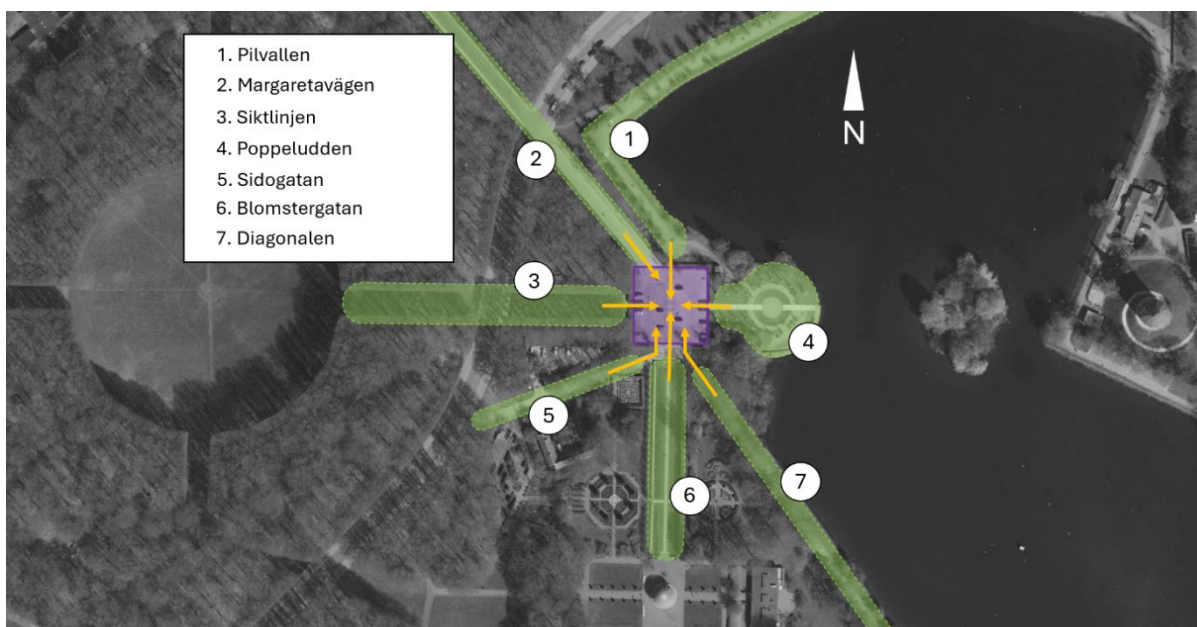 1. Pilvallen
2. Margaretavägen
3. Siktlinjen
4. Poppeludden
5. Sidogatan
6. Blomstergatan
7. Diagonalen
N
1
2
3
4
5
6
7